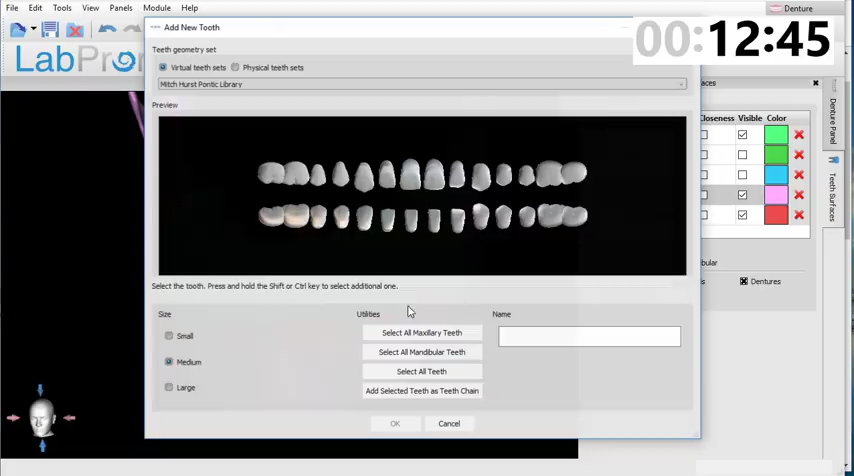 File Edit View Panels Module Help
Denture
LabPro
Add New Tooth
00:12:45
Teeth geometry set
Virtual teeth sets Physical teeth sets
Mitch Hurst Pontic Library
Preview
Closeness Visible Color
Denture Panel
Teeth Surfaces
Dentures
Select the tooth. Press and hold the Shift or Ctrl key to select additional one.
Size Utilities Name
Small
Medium
Large
Select All Maxillary Teeth
Select All Mandibular Teeth
Select All Teeth
Add Selected Teeth as Teeth Chain
OK Cancel